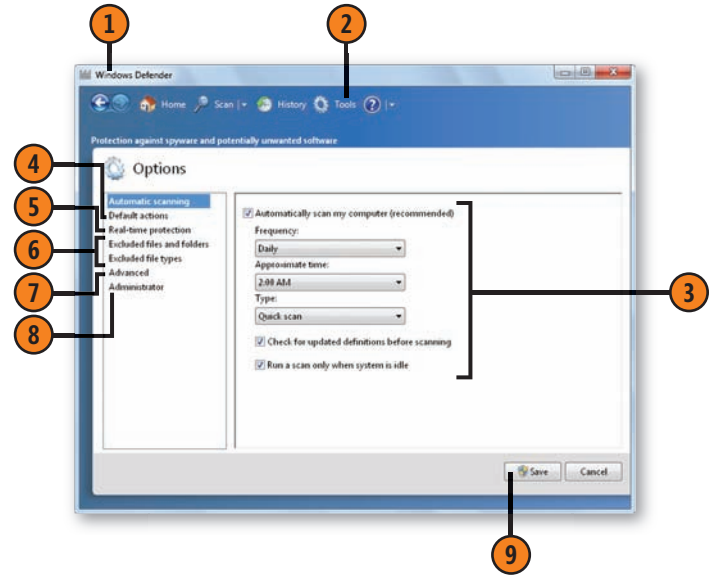 1
2
Windows Defender
Home Scan History Tools ?
Protection against spyware and potentially unwanted software
Options
4
5
6
7
8
Automatic scanning
Default actions
Real-time protection
Excluded files and folders
Excluded file types
Advanced
Administrator
Automatically scan my computer (recommended)
Frequency:
Daily
Approximate time:
2:00 AM
Type:
Quick scan
Check for updated definitions before scanning
Run a scan only when system is idle
3
Save Cancel
9